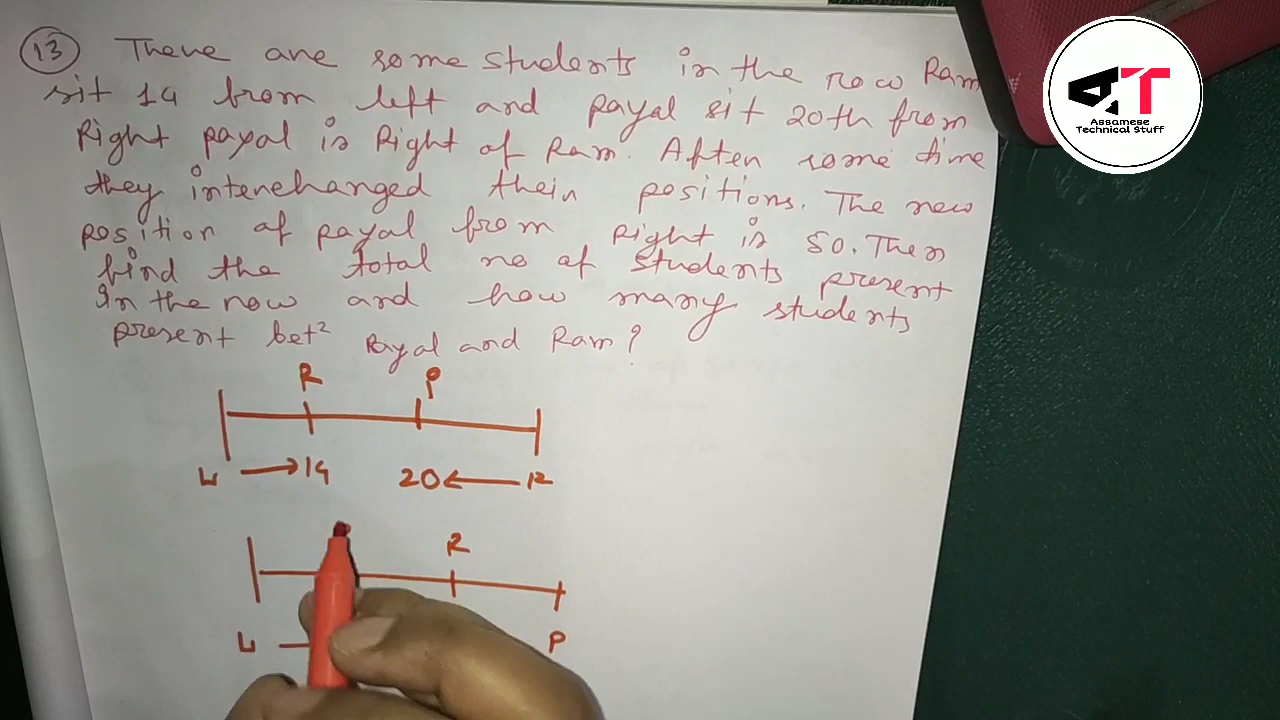 13 There are some students in the row Ram
sit 14 from left and payal sit 20th from
Right payal is Right of Ram. After some time
they interchanged their positions. The new
position of payal from right is 50. Then
find the total no of students present
In the row and how many students
present bet² Payal and Ram?
R P
L 14 20 R
R
L P
AT
Assamese
Technical Stuff